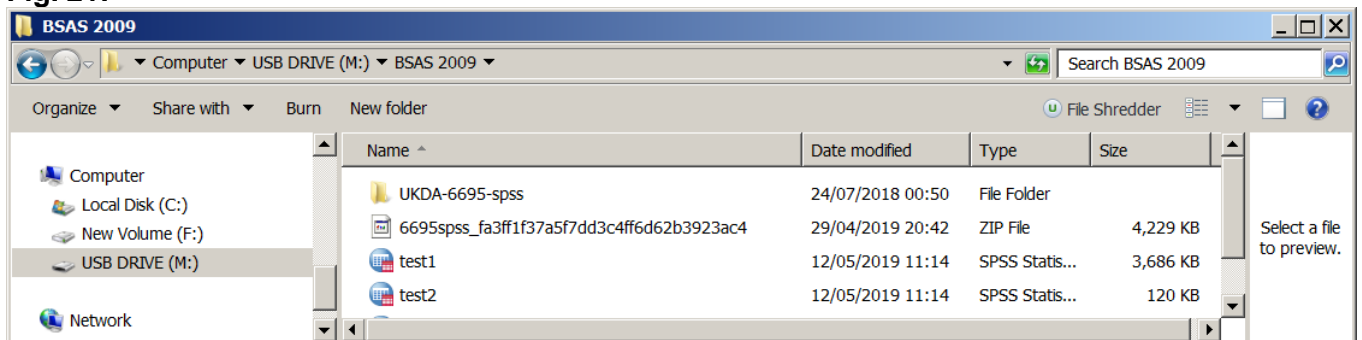 BSAS 2009
Computer USB DRIVE (M:) BSAS 2009 Search BSAS 2009
Organize Share with Burn New folder File Shredder
Name Date modified Type Size
Computer
Local Disk (C:)
New Volume (F:)
USB DRIVE (M:)
Network
UKDA-6695-spss 24/07/2018 00:50 File Folder
6695spss_fa3ff1f37a5f7dd3c4ff6d62b3923ac4 29/04/2019 20:42 ZIP File 4,229 KB
test1 12/05/2019 11:14 SPSS Statis... 3,686 KB
test2 12/05/2019 11:14 SPSS Statis... 120 KB
Select a file
to preview.